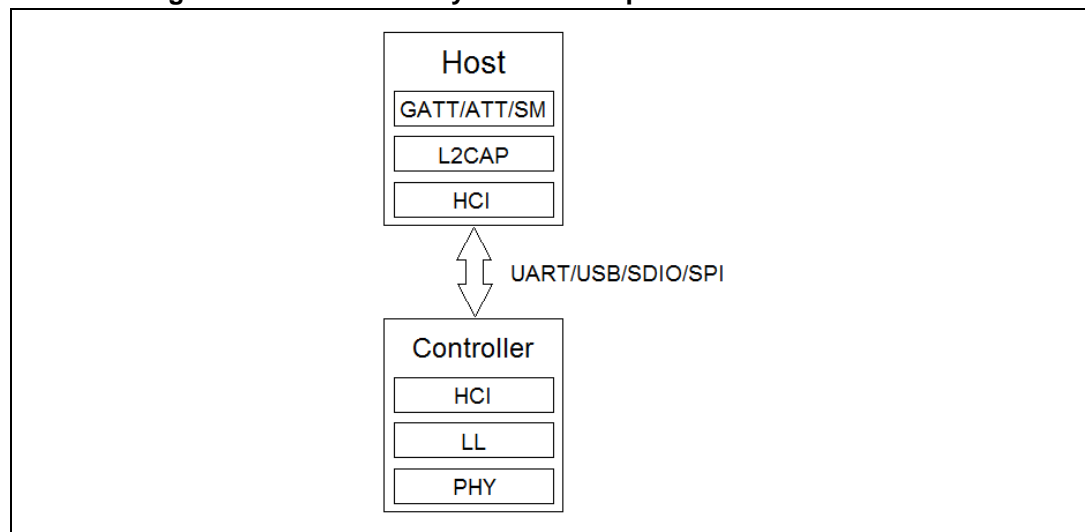 Host
GATT/ATT/SM
L2CAP
HCI
UART/USB/SDIO/SPI
Controller
HCI
LL
PHY